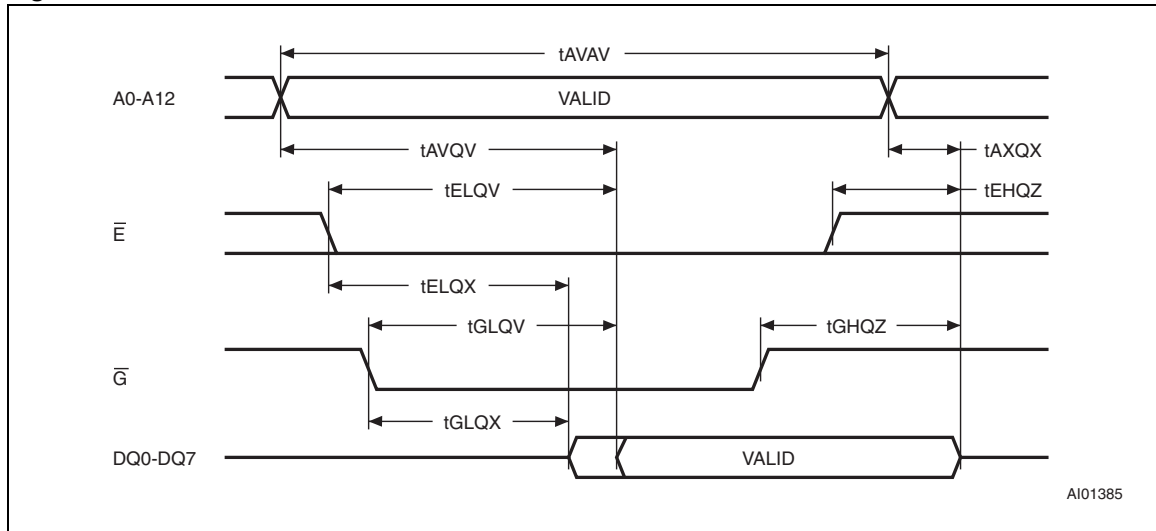 tAVAV
A0-A12
VALID
tAVQV
tAXQX
tELQV
tEHQZ
E̅
tELQX
tGLQV
tGHQZ
G̅
tGLQX
DQ0-DQ7
VALID
AI01385